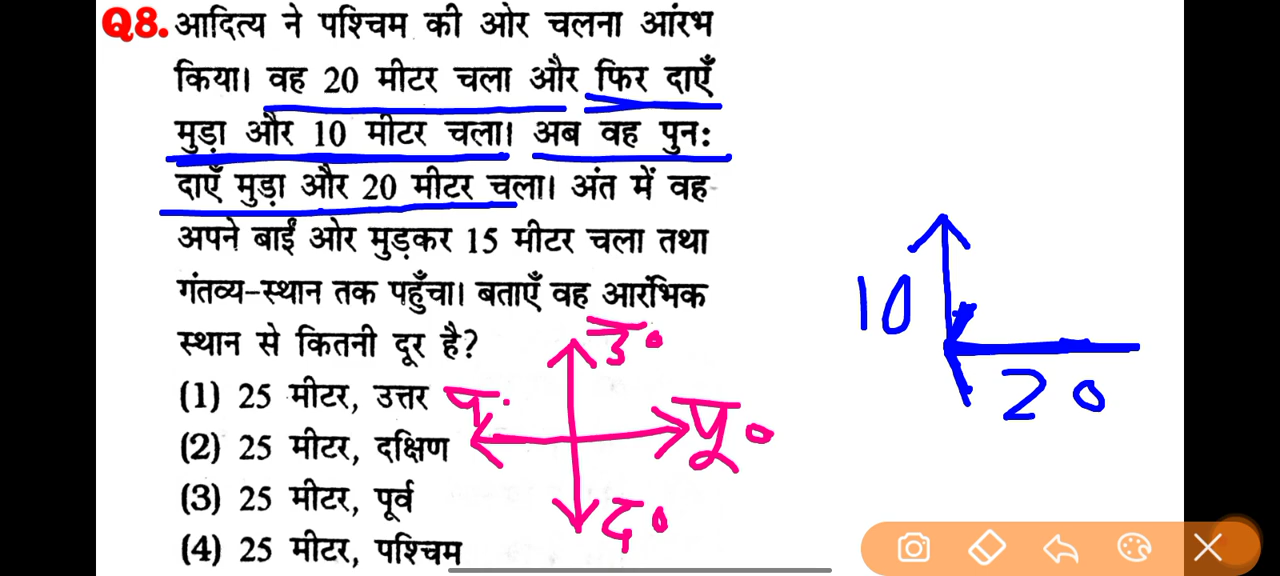 Q8. आदित्य ने पश्चिम की ओर चलना आंरभ
किया। वह 20 मीटर चला और फिर दाएँ
मुड़ा और 10 मीटर चला। अब वह पुनः
दाएँ मुड़ा और 20 मीटर चला। अंत में वह
अपने बाईं ओर मुड़कर 15 मीटर चला तथा
गंतव्य-स्थान तक पहुँचा। बताएँ वह आरंभिक
स्थान से कितनी दूर है?
(1) 25 मीटर, उत्तर
(2) 25 मीटर, दक्षिण
(3) 25 मीटर, पूर्व
(4) 25 मीटर, पश्चिम
उ०
प.
पू०
द०
10
20